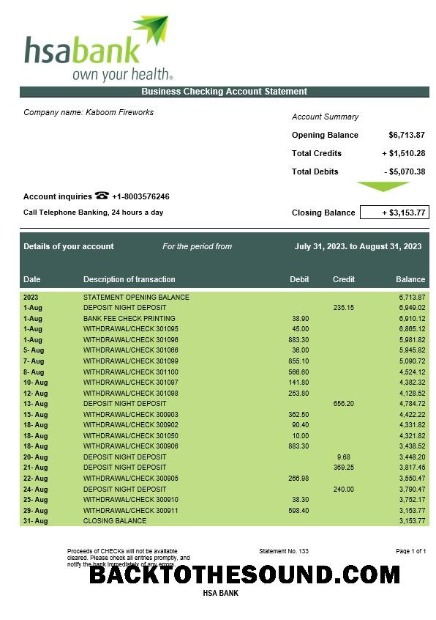 hsabank
own your health®
Business Checking Account Statement
Company name: Kaboom Fireworks
Account Summary
Opening Balance $6,713.87
Total Credits + $1,510.28
Total Debits - $5,070.38
Account inquiries ☎ +1-8003576246
Call Telephone Banking, 24 hours a day
Closing Balance + $3,153.77
Details of your account For the period from July 31, 2023. to August 31, 2023
Date Description of transaction Debit Credit Balance
2023 STATEMENT OPENING BALANCE 6,713.87
1-Aug DEPOSIT NIGHT DEPOSIT 235.15 6,949.02
1-Aug BANK FEE CHECK PRINTING 38.90 6,910.12
1-Aug WITHDRAWAL/CHECK 301095 45.00 6,865.12
1-Aug WITHDRAWAL/CHECK 301096 883.30 5,981.82
5- Aug WITHDRAWAL/CHECK 301066 36.00 5,945.82
7- Aug WITHDRAWAL/CHECK 301099 855.10 5,090.72
8- Aug WITHDRAWAL/CHECK 301100 566.60 4,524.12
10- Aug WITHDRAWAL/CHECK 301097 141.80 4,382.32
12- Aug WITHDRAWAL/CHECK 301098 253.80 4,128.52
13- Aug DEPOSIT NIGHT DEPOSIT 656.20 4,784.72
15- Aug WITHDRAWAL/CHECK 300903 362.50 4,422.22
18- Aug WITHDRAWAL/CHECK 300902 90.40 4,331.82
18- Aug WITHDRAWAL/CHECK 301050 10.00 4,321.82
18- Aug WITHDRAWAL/CHECK 300906 883.30 3,438.52
20- Aug DEPOSIT NIGHT DEPOSIT 9.68 3,448.20
21- Aug DEPOSIT NIGHT DEPOSIT 369.25 3,817.45
22- Aug WITHDRAWAL/CHECK 300905 266.98 3,550.47
24- Aug DEPOSIT NIGHT DEPOSIT 240.00 3,790.47
25- Aug WITHDRAWAL/CHECK 300910 38.30 3,752.17
29- Aug WITHDRAWAL/CHECK 300911 598.40 3,153.77
31- Aug CLOSING BALANCE 3,153.77
Proceeds of CHECKs will not be available Statement No. 133 Page 1 of 1
cleared. Please check all entries promptly, and
notify the bank immediately of any errors
BACKTOTHESOUND.COM
HSA BANK